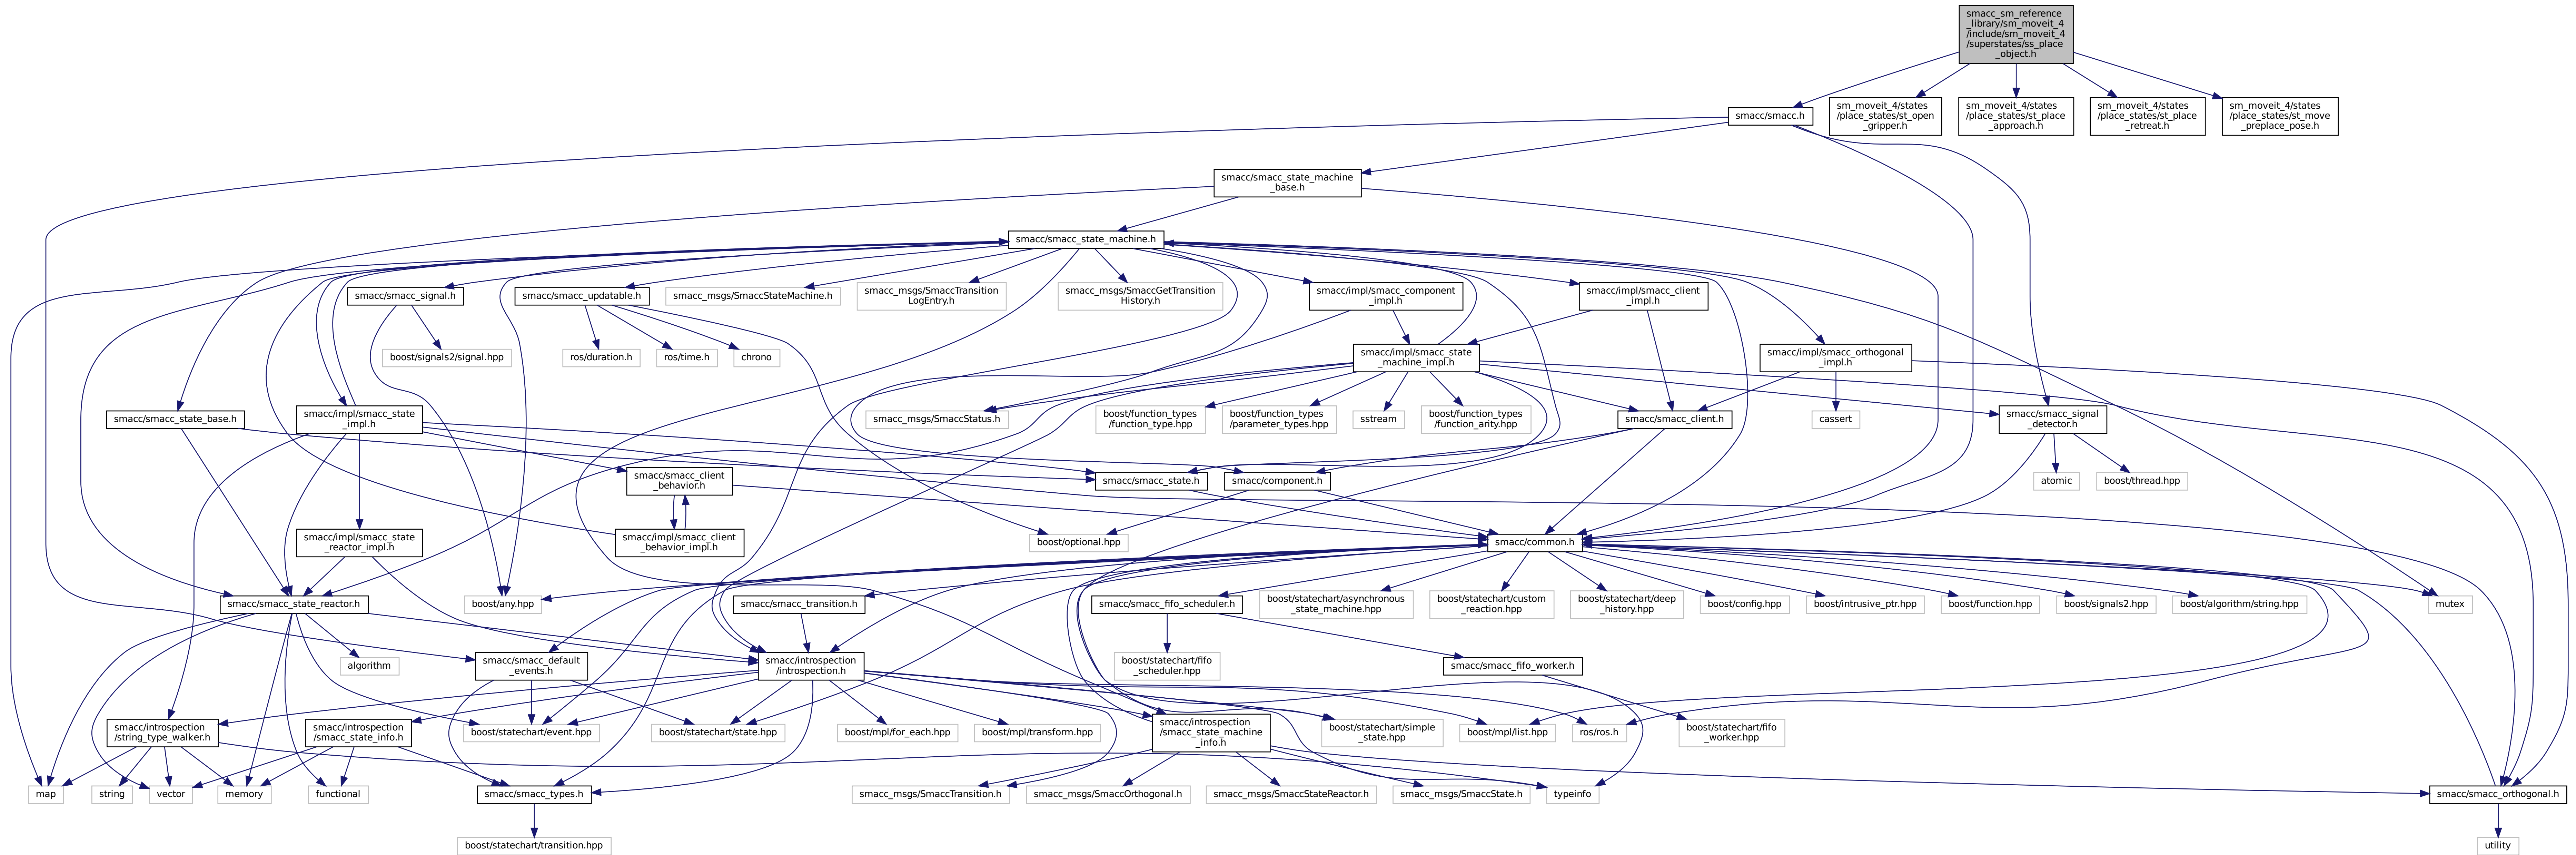 smacc_sm_reference
_library/sm_moveit_4
/include/sm_moveit_4
/superstates/ss_place
_object.h
smacc/smacc.h
sm_moveit_4/states
/place_states/st_open
_gripper.h
sm_moveit_4/states
/place_states/st_place
_approach.h
sm_moveit_4/states
/place_states/st_place
_retreat.h
sm_moveit_4/states
/place_states/st_move
_preplace_pose.h
smacc/smacc_state_machine
_base.h
smacc/smacc_state_machine.h
smacc/smacc_signal.h
smacc/smacc_updatable.h
smacc_msgs/SmaccStateMachine.h
smacc_msgs/SmaccTransition
LogEntry.h
smacc_msgs/SmaccGetTransition
History.h
smacc/impl/smacc_component
_impl.h
smacc/impl/smacc_client
_impl.h
boost/signals2/signal.hpp
ros/duration.h
ros/time.h
chrono
smacc/impl/smacc_state
_machine_impl.h
smacc/impl/smacc_orthogonal
_impl.h
smacc/smacc_state_base.h
smacc/impl/smacc_state
_impl.h
smacc_msgs/SmaccStatus.h
boost/function_types
/function_type.hpp
boost/function_types
/parameter_types.hpp
sstream
boost/function_types
/function_arity.hpp
smacc/smacc_client.h
cassert
smacc/smacc_signal
_detector.h
smacc/smacc_client
_behavior.h
smacc/smacc_state.h
smacc/component.h
atomic
boost/thread.hpp
smacc/impl/smacc_state
_reactor_impl.h
smacc/impl/smacc_client
_behavior_impl.h
boost/optional.hpp
smacc/common.h
smacc/smacc_state_reactor.h
boost/any.hpp
smacc/smacc_transition.h
smacc/smacc_fifo_scheduler.h
boost/statechart/asynchronous
_state_machine.hpp
boost/statechart/custom
_reaction.hpp
boost/statechart/deep
_history.hpp
boost/config.hpp
boost/intrusive_ptr.hpp
boost/function.hpp
boost/signals2.hpp
boost/algorithm/string.hpp
mutex
algorithm
smacc/smacc_default
_events.h
smacc/introspection
/introspection.h
boost/statechart/fifo
_scheduler.hpp
smacc/smacc_fifo_worker.h
smacc/introspection
/string_type_walker.h
smacc/introspection
/smacc_state_info.h
boost/statechart/event.hpp
boost/statechart/state.hpp
boost/mpl/for_each.hpp
boost/mpl/transform.hpp
smacc/introspection
/smacc_state_machine
_info.h
boost/statechart/simple
_state.hpp
boost/mpl/list.hpp
ros/ros.h
boost/statechart/fifo
_worker.hpp
map
string
vector
memory
functional
smacc/smacc_types.h
smacc_msgs/SmaccTransition.h
smacc_msgs/SmaccOrthogonal.h
smacc_msgs/SmaccStateReactor.h
smacc_msgs/SmaccState.h
typeinfo
smacc/smacc_orthogonal.h
boost/statechart/transition.hpp
utility